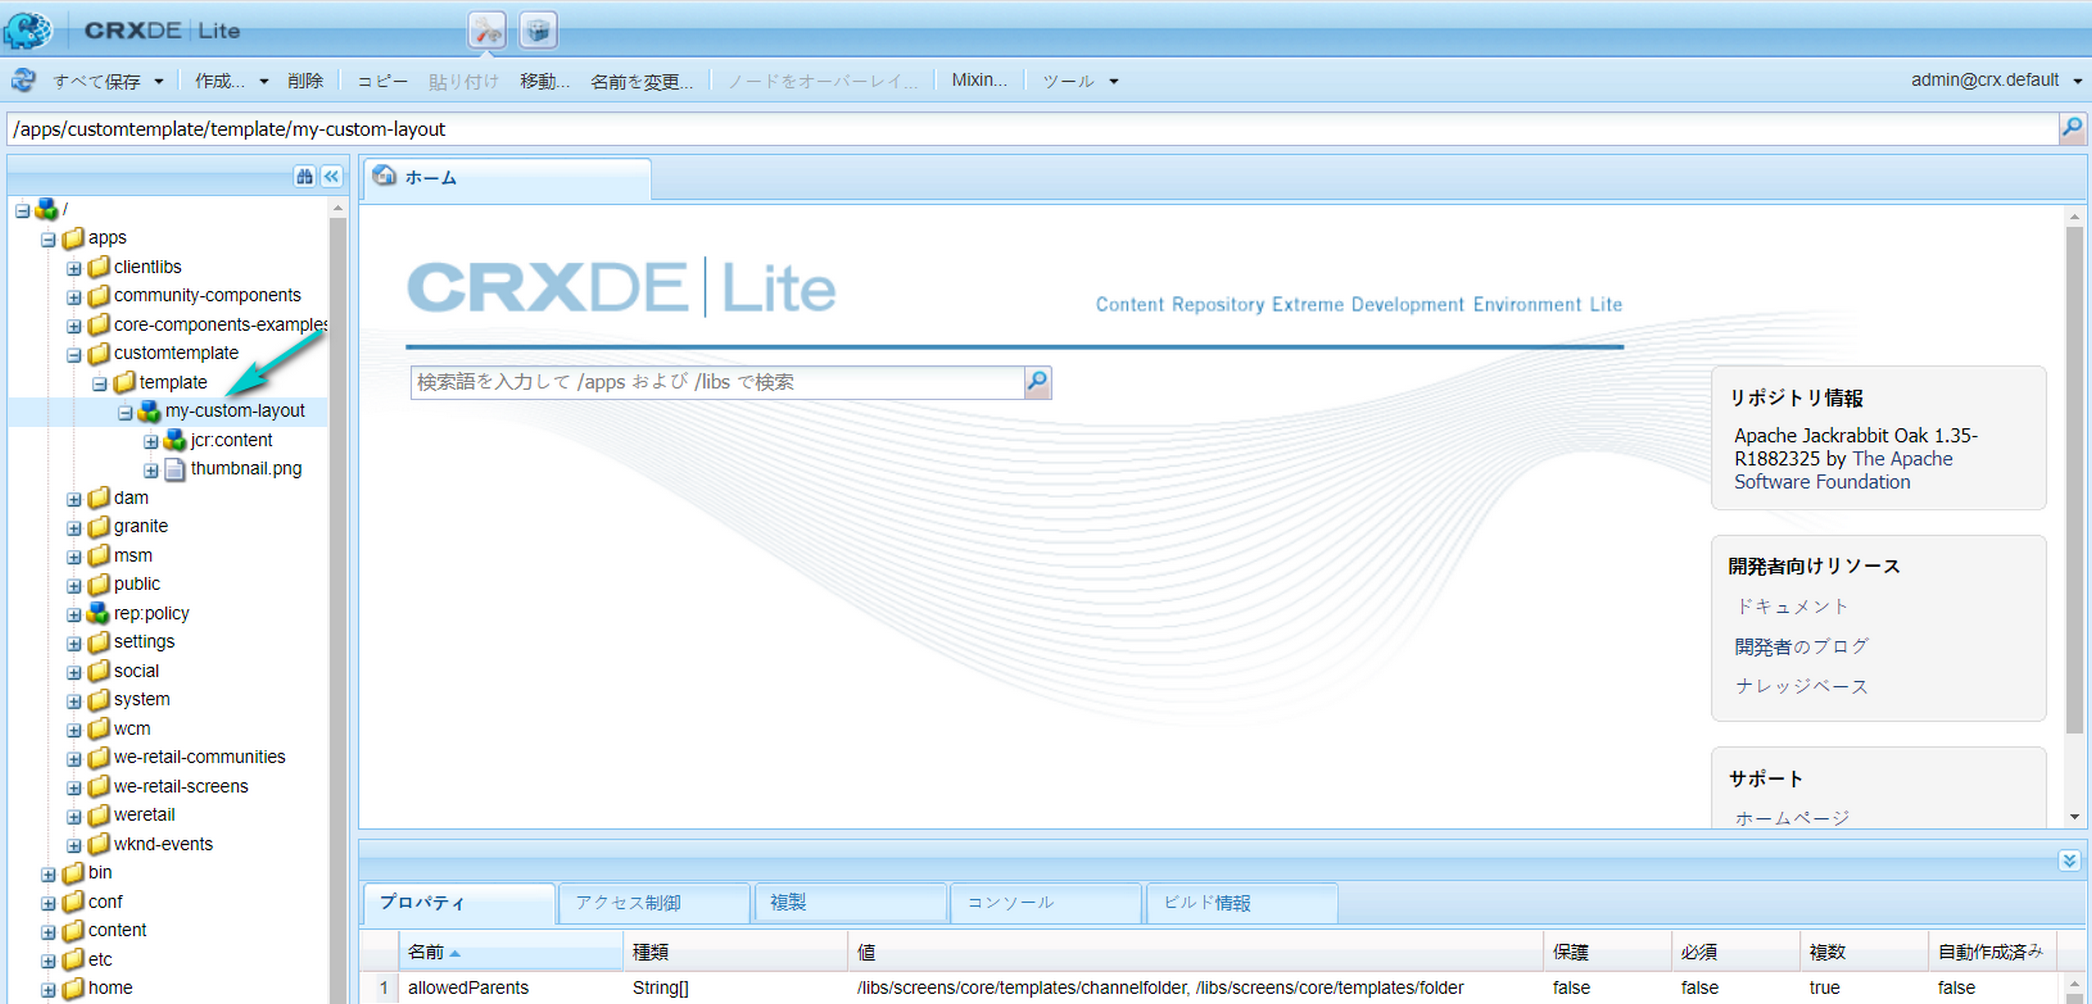 CRXDE | Lite
すべて保存 作成... 削除 コピー 貼り付け 移動... 名前を変更... ノードをオーバーレイ... Mixin... ツール admin@crx.default
/apps/customtemplate/template/my-custom-layout
ホーム
/
apps
clientlibs
community-components
core-components-examples
customtemplate
template
my-custom-layout
jcr:content
thumbnail.png
dam
granite
msm
public
rep:policy
settings
social
system
wcm
we-retail-communities
we-retail-screens
weretail
wknd-events
bin
conf
content
etc
home
CRXDE | Lite
Content Repository Extreme Development Environment Lite
検索語を入力して /apps および /libs で検索
リポジトリ情報
Apache Jackrabbit Oak 1.35-
R1882325 by The Apache
Software Foundation
開発者向けリソース
ドキュメント
開発者のブログ
ナレッジベース
サポート
ホームページ
プロパティ アクセス制御 複製 コンソール ビルド情報
名前 種類 値 保護 必須 複数 自動作成済み
1 allowedParents String[] /libs/screens/core/templates/channelfolder, /libs/screens/core/templates/folder false false true false